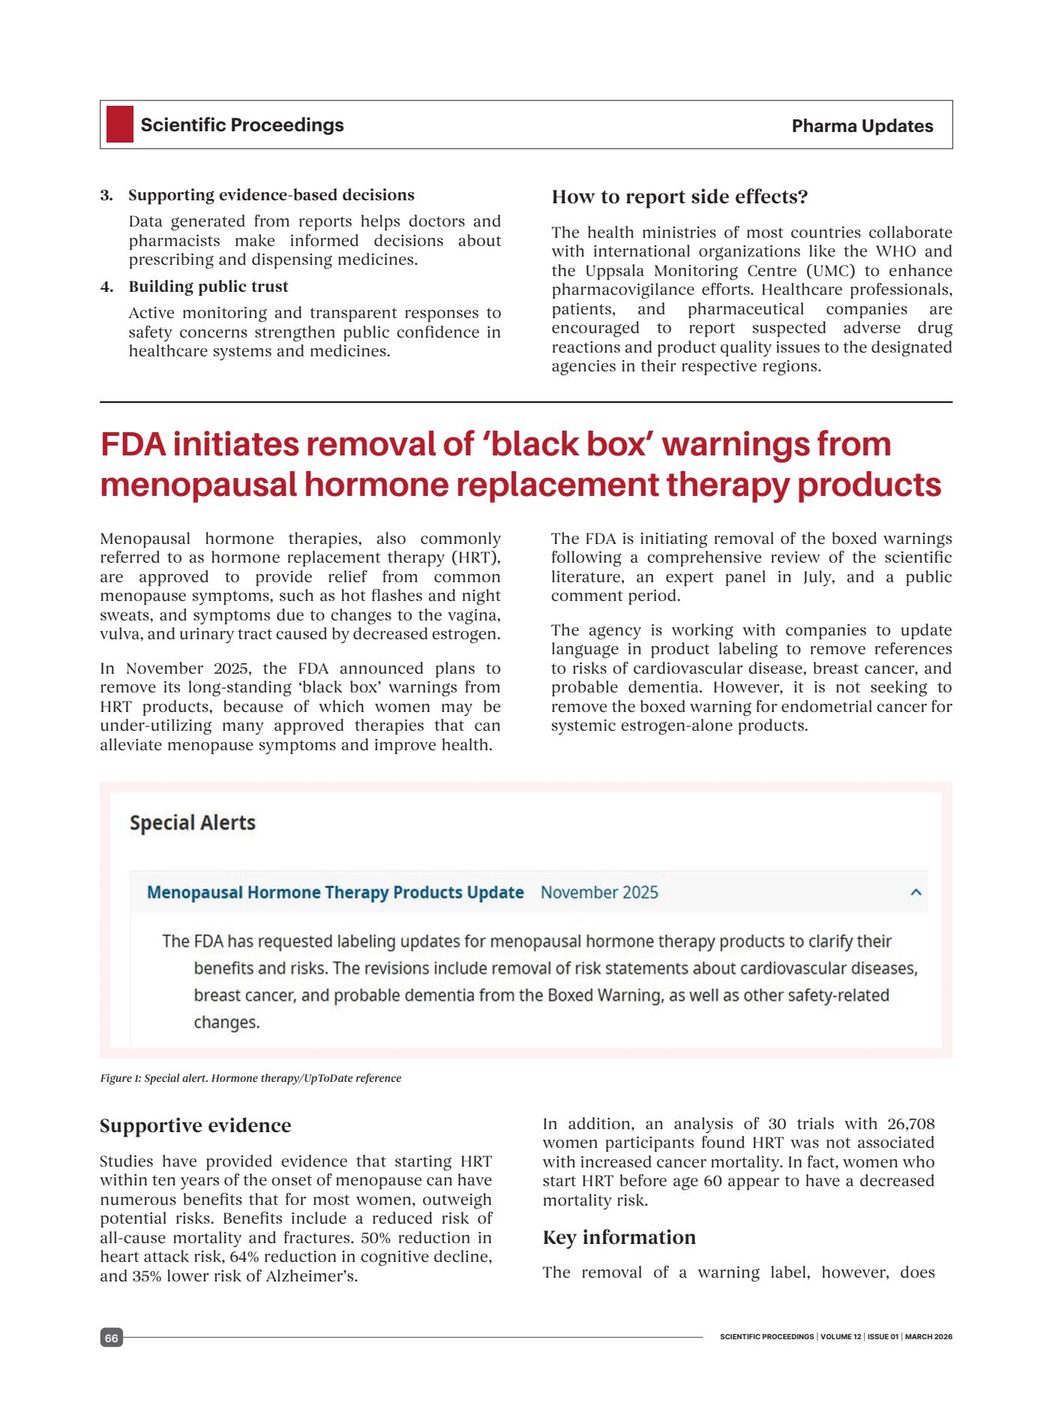 Scientific Proceedings
Pharma Updates
3. Supporting evidence-based decisions
Data generated from reports helps doctors and
pharmacists make informed decisions about
prescribing and dispensing medicines.
4. Building public trust
Active monitoring and transparent responses to
safety concerns strengthen public confidence in
healthcare systems and medicines.
How to report side effects?
The health ministries of most countries collaborate
with international organizations like the WHO and
the Uppsala Monitoring Centre (UMC) to enhance
pharmacovigilance efforts. Healthcare professionals,
patients, and pharmaceutical companies are
encouraged to report suspected adverse drug
reactions and product quality issues to the designated
agencies in their respective regions.
FDA initiates removal of ‘black box’ warnings from
menopausal hormone replacement therapy products
Menopausal hormone therapies, also commonly
referred to as hormone replacement therapy (HRT),
are approved to provide relief from common
menopause symptoms, such as hot flashes and night
sweats, and symptoms due to changes to the vagina,
vulva, and urinary tract caused by decreased estrogen.
In November 2025, the FDA announced plans to
remove its long-standing ‘black box’ warnings from
HRT products, because of which women may be
under-utilizing many approved therapies that can
alleviate menopause symptoms and improve health.
The FDA is initiating removal of the boxed warnings
following a comprehensive review of the scientific
literature, an expert panel in July, and a public
comment period.
The agency is working with companies to update
language in product labeling to remove references
to risks of cardiovascular disease, breast cancer, and
probable dementia. However, it is not seeking to
remove the boxed warning for endometrial cancer for
systemic estrogen-alone products.
Special Alerts
Menopausal Hormone Therapy Products Update November 2025
The FDA has requested labeling updates for menopausal hormone therapy products to clarify their
benefits and risks. The revisions include removal of risk statements about cardiovascular diseases,
breast cancer, and probable dementia from the Boxed Warning, as well as other safety-related
changes.
Figure 1: Special alert. Hormone therapy/UpToDate reference
Supportive evidence
Studies have provided evidence that starting HRT
within ten years of the onset of menopause can have
numerous benefits that for most women, outweigh
potential risks. Benefits include a reduced risk of
all-cause mortality and fractures. 50% reduction in
heart attack risk, 64% reduction in cognitive decline,
and 35% lower risk of Alzheimer’s.
In addition, an analysis of 30 trials with 26,708
women participants found HRT was not associated
with increased cancer mortality. In fact, women who
start HRT before age 60 appear to have a decreased
mortality risk.
Key information
The removal of a warning label, however, does
66
SCIENTIFIC PROCEEDINGS | VOLUME 12 | ISSUE 01 | MARCH 2026